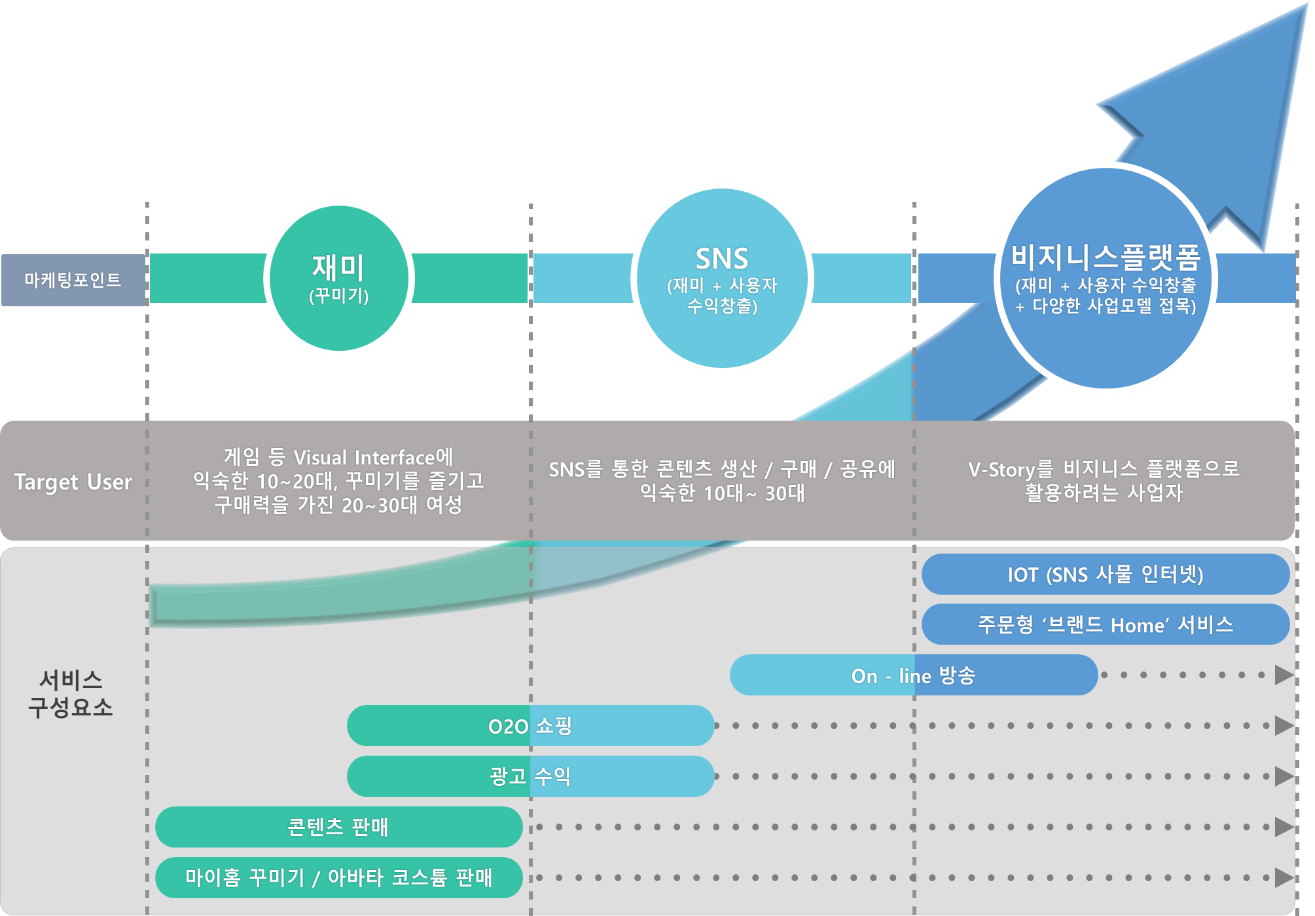 마케팅포인트
재미
(꾸미기)
SNS
(재미 + 사용자
수익창출)
비지니스플랫폼
(재미 + 사용자 수익창출
+ 다양한 사업모델 접목)
Target User
게임 등 Visual Interface에
익숙한 10~20대, 꾸미기를 즐기고
구매력을 가진 20~30대 여성
SNS를 통한 콘텐츠 생산 / 구매 / 공유에
익숙한 10대~ 30대
V-Story를 비지니스 플랫폼으로
활용하려는 사업자
서비스
구성요소
IOT (SNS 사물 인터넷)
주문형 ‘브랜드 Home’ 서비스
On - line 방송
O2O 쇼핑
광고 수익
콘텐츠 판매
마이홈 꾸미기 / 아바타 코스튬 판매